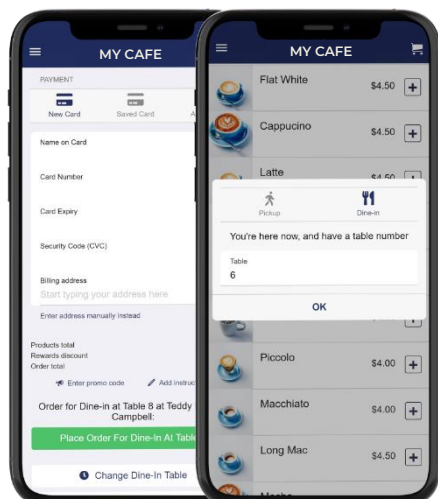 MY CAFE
PAYMENT
New Card
Saved Card
A
Name on Card
Card Number
Card Expiry
Security Code (CVC)
Billing address
Start typing your address here
Enter address manually instead
Products total
Rewards discount
Order total
Enter promo code
Add instruc
Order for Dine-in at Table 8 at Teddy
Campbell:
Place Order For Dine-In At Table
Change Dine-In Table
MY CAFE
Flat White
$4.50
Cappucino
$4.50
Latte
$4.50
Pickup
Dine-in
You're here now, and have a table number
Table
6
OK
Piccolo
$4.00
Macchiato
$4.00
Long Mac
$4.50
Mocha